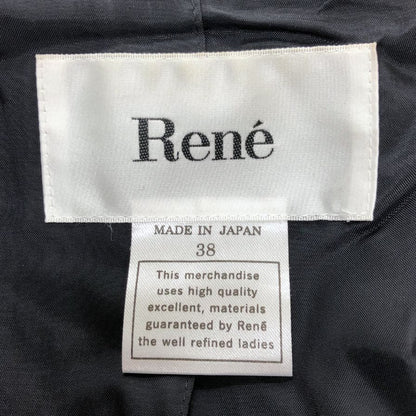 René
MADE IN JAPAN
38
This merchandise
uses high quality
excellent, materials
guaranteed by René
the well refined ladies